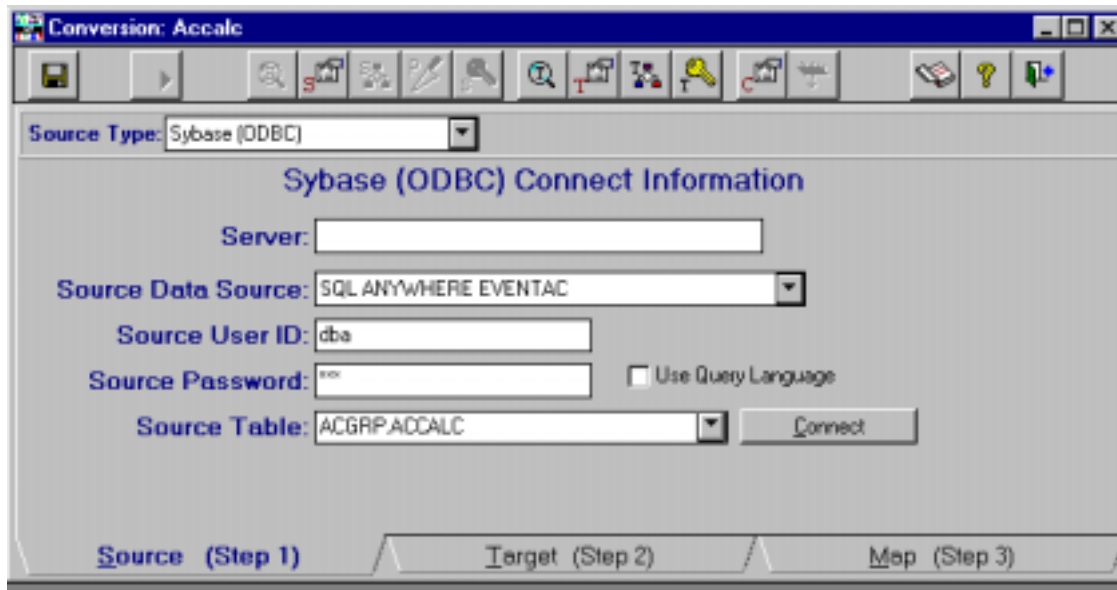 Conversion: Accalc
Source Type: Sybase (ODBC)
Sybase (ODBC) Connect Information
Server:
Source Data Source: SQL ANYWHERE EVENTAC
Source User ID: dba
Source Password: *** Use Query Language
Source Table: ACGRP.ACCALC Connect
Source (Step 1) Target (Step 2) Map (Step 3)